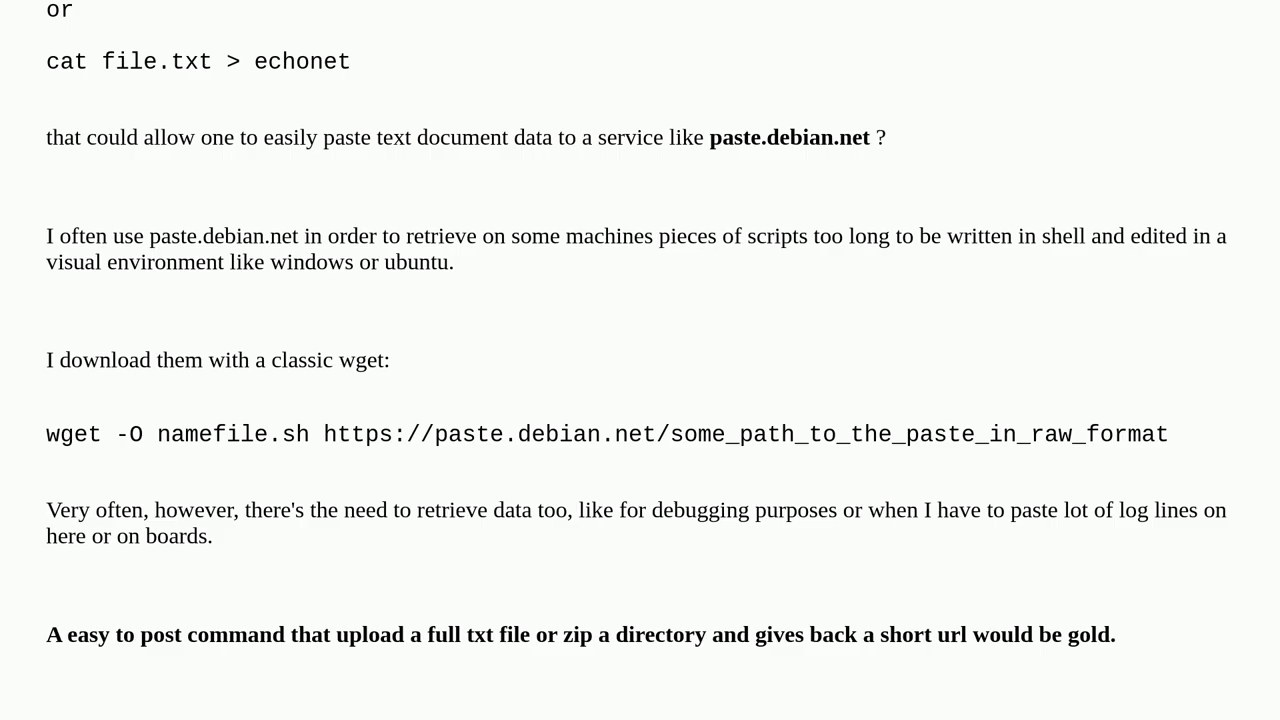 or
cat file.txt > echonet
that could allow one to easily paste text document data to a service like paste.debian.net ?
I often use paste.debian.net in order to retrieve on some machines pieces of scripts too long to be written in shell and edited in a
visual environment like windows or ubuntu.
I download them with a classic wget:
wget -O namefile.sh https://paste.debian.net/some_path_to_the_paste_in_raw_format
Very often, however, there's the need to retrieve data too, like for debugging purposes or when I have to paste lot of log lines on
here or on boards.
A easy to post command that upload a full txt file or zip a directory and gives back a short url would be gold.